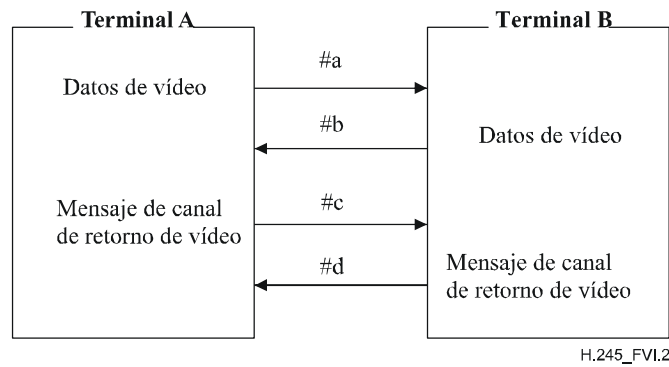 Terminal A
Terminal B
#a
Datos de vídeo
#b
Datos de vídeo
Mensaje de canal
de retorno de vídeo
#c
#d
Mensaje de canal
de retorno de vídeo
H.245_FVI.2